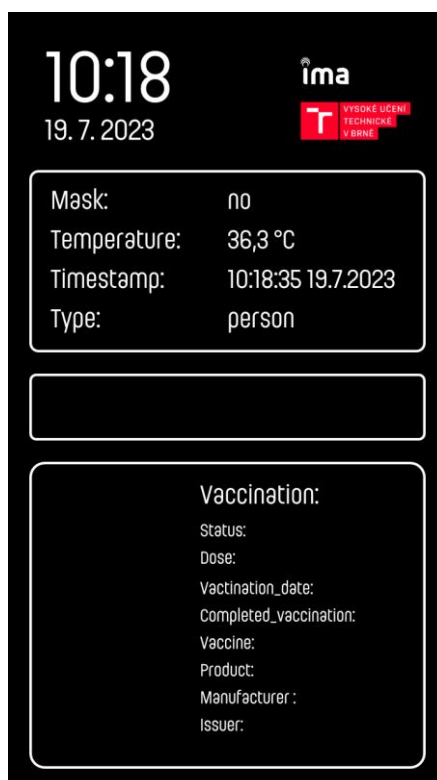 10:18
19. 7. 2023
ima
VYSOKÉ UČENÍ
TECHNICKÉ
V BRNĚ
Mask: no
Temperature: 36,3 °C
Timestamp: 10:18:35 19.7.2023
Type: person
Vaccination:
Status:
Dose:
Vactination_date:
Completed_vaccination:
Vaccine:
Product:
Manufacturer :
Issuer: